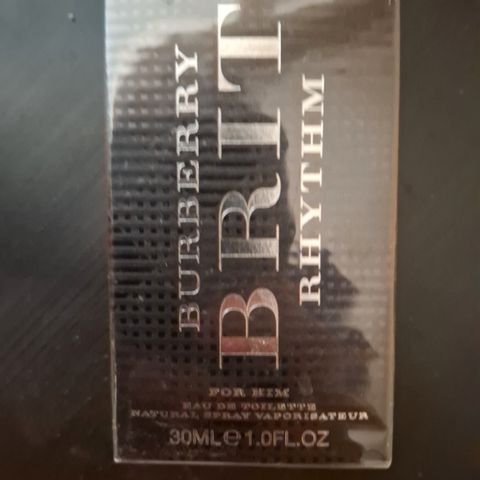 BURBERRY
BRIT
RHYTHM
FOR HIM
EAU DE TOILETTE
NATURAL SPRAY VAPORISATEUR
30ML℮1.0FL.OZ